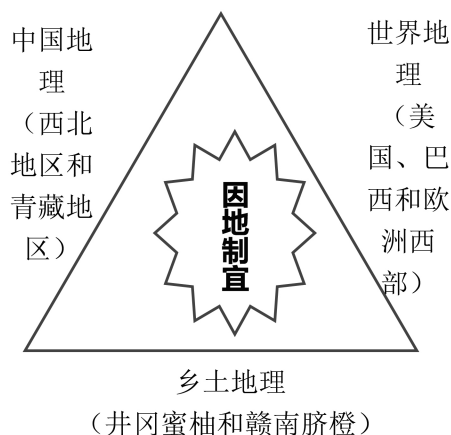 中国地
理
（西北
地区和
青藏地
区）
世界地
理
（美
国、巴
西和欧
洲西
部）
因地制宜
乡土地理
（井冈蜜柚和赣南脐橙）